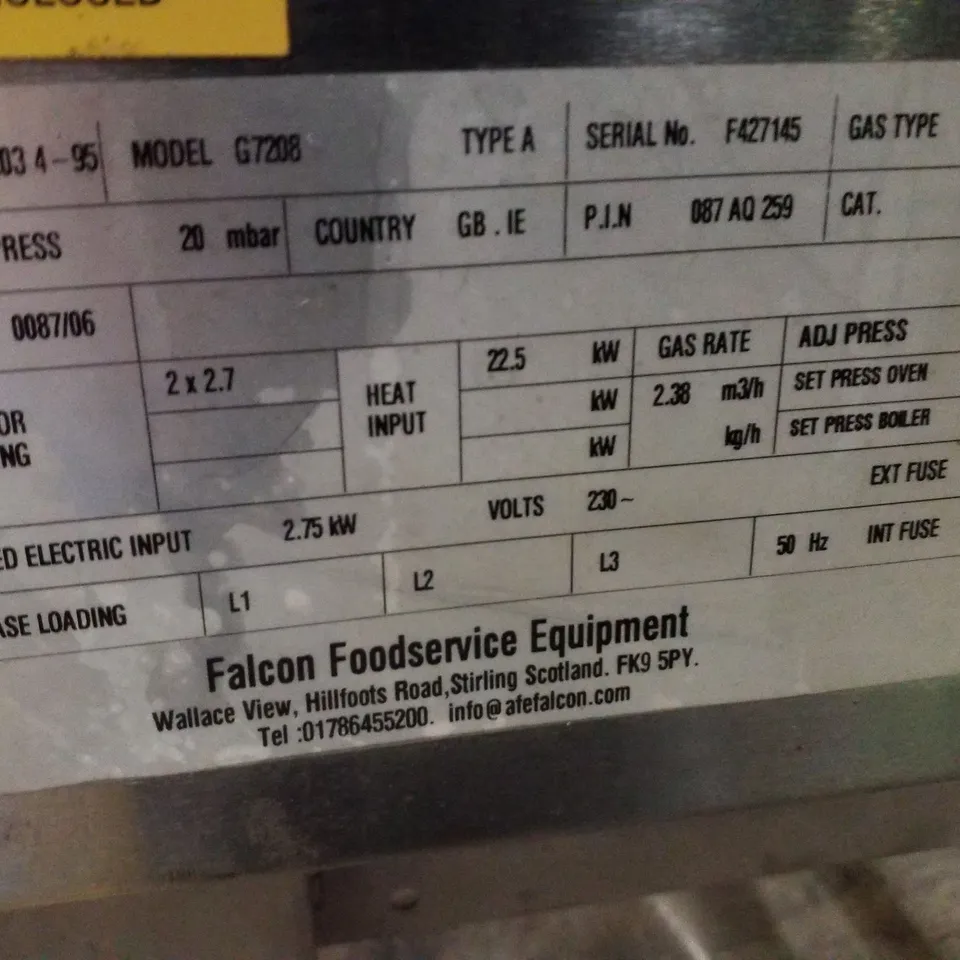 03 4-95 MODEL G7208 TYPE A SERIAL No. F427145 GAS TYPE
RESS 20 mbar COUNTRY GB . IE P.I.N 087 AQ 259 CAT.
0087/06
OR
NG
2 x 2.7
HEAT
INPUT
22.5 kW
kW
kW
GAS RATE
2.38 m3/h
kg/h
ADJ PRESS
SET PRESS OVEN
SET PRESS BOILER
ED ELECTRIC INPUT 2.75 kW VOLTS 230~ EXT FUSE
ASE LOADING L1 L2 L3 50 Hz INT FUSE
Falcon Foodservice Equipment
Wallace View, Hillfoots Road,Stirling Scotland. FK9 5PY.
Tel :01786455200. info@afefalcon.com